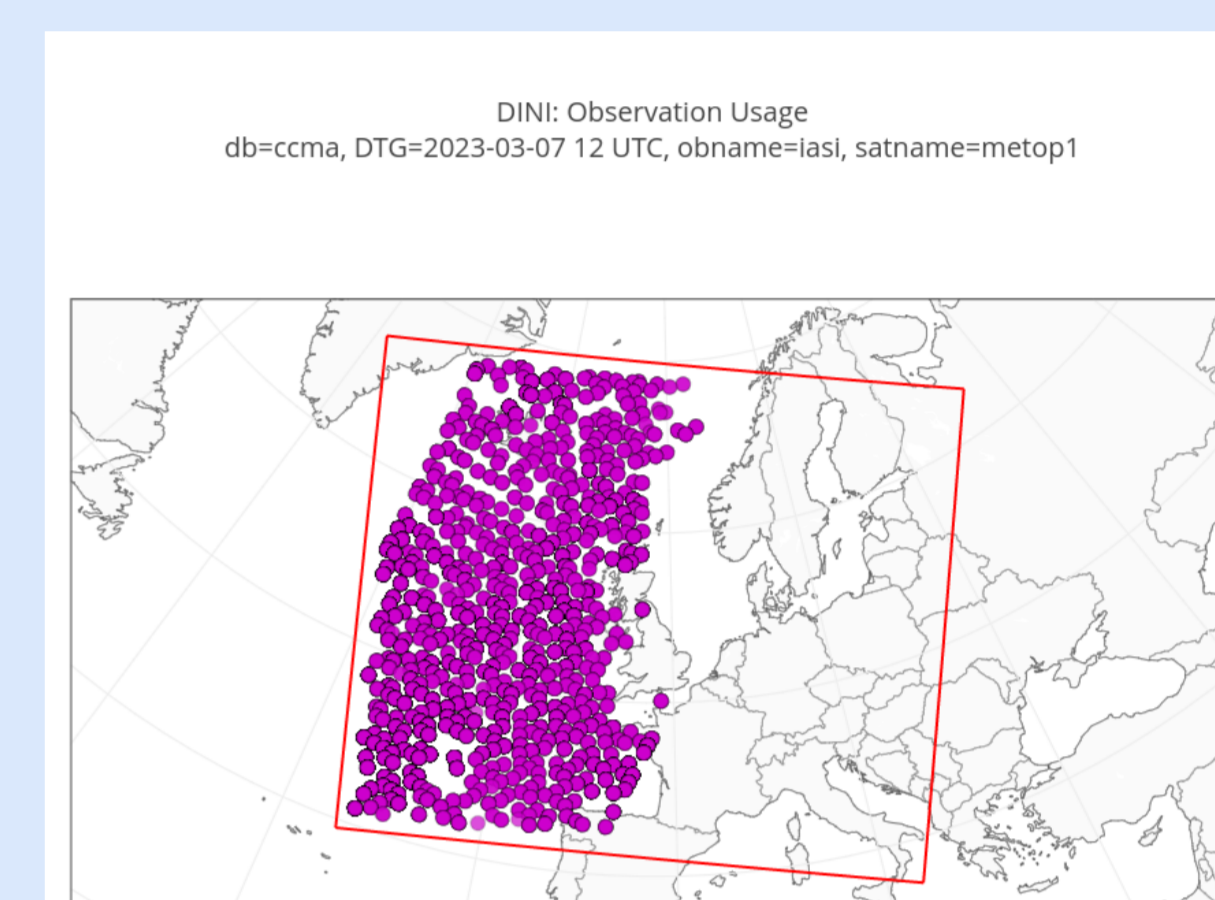 DINI: Observation Usage
db=ccma, DTG=2023-03-07 12 UTC, obname=iasi, satname=metop1